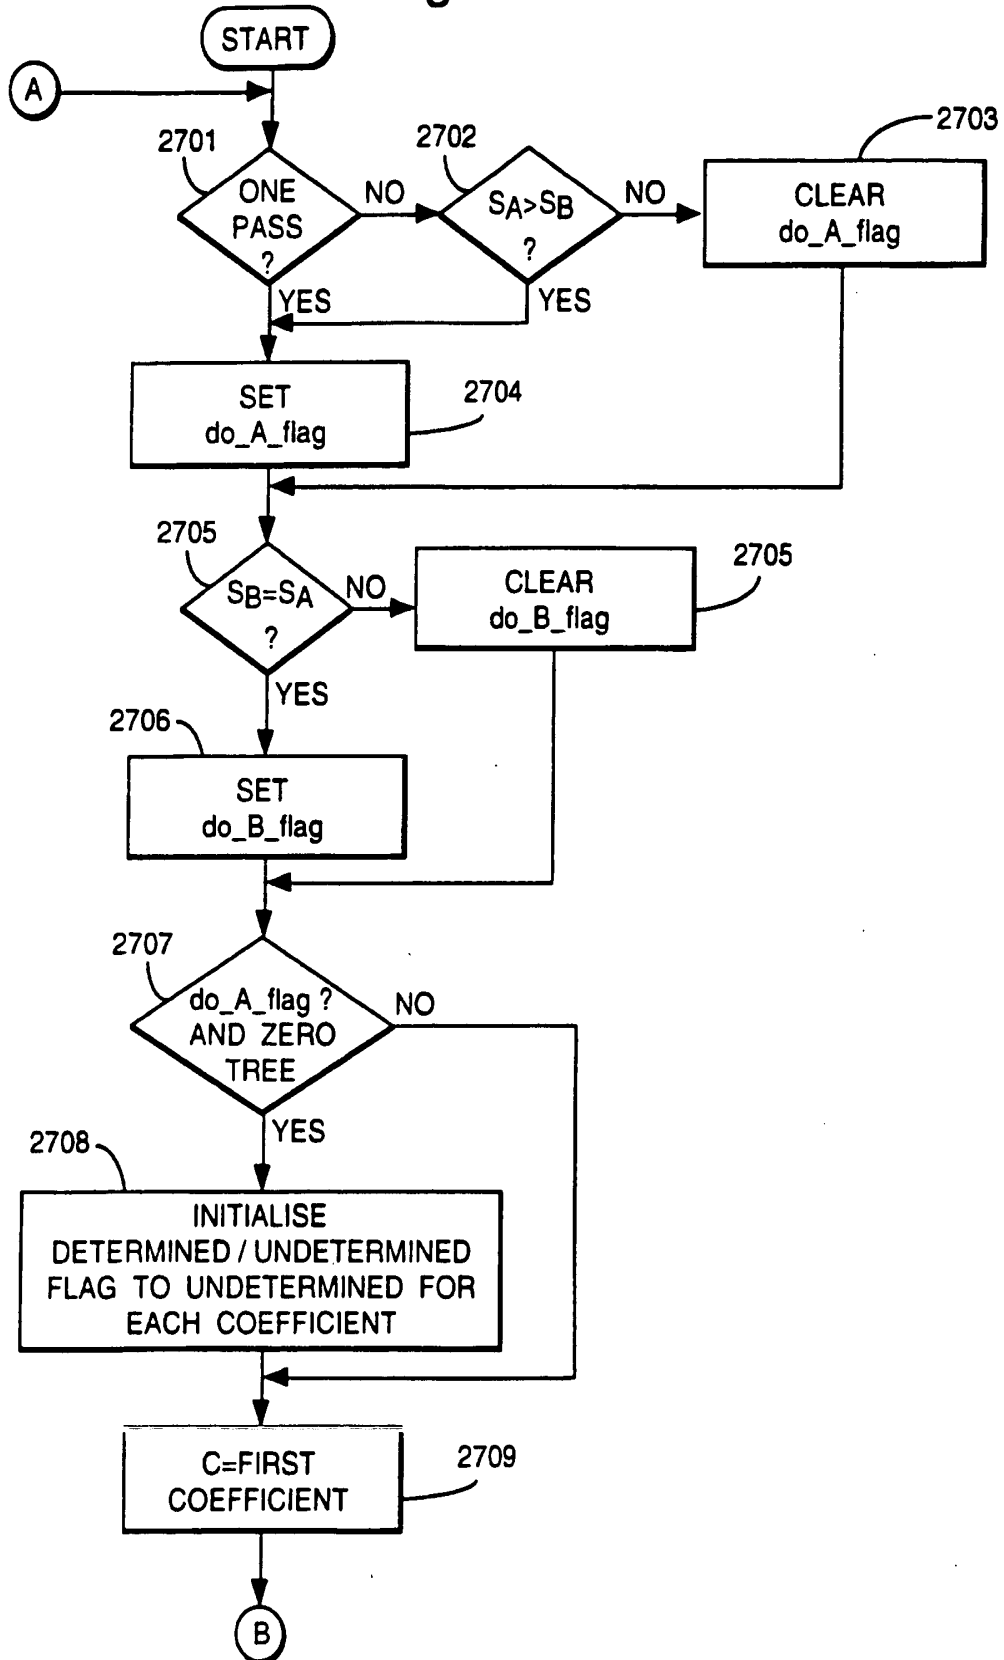 START
A
2701
2702
2703
ONE
PASS
?
NO
SA>SB
?
NO
CLEAR
do_A_flag
YES
YES
SET
do_A_flag
2704
2705
SB=SA
?
NO
CLEAR
do_B_flag
2705
YES
2706
SET
do_B_flag
2707
do_A_flag ?
AND ZERO
TREE
NO
YES
2708
INITIALISE
DETERMINED / UNDETERMINED
FLAG TO UNDETERMINED FOR
EACH COEFFICIENT
C=FIRST
COEFFICIENT
2709
B